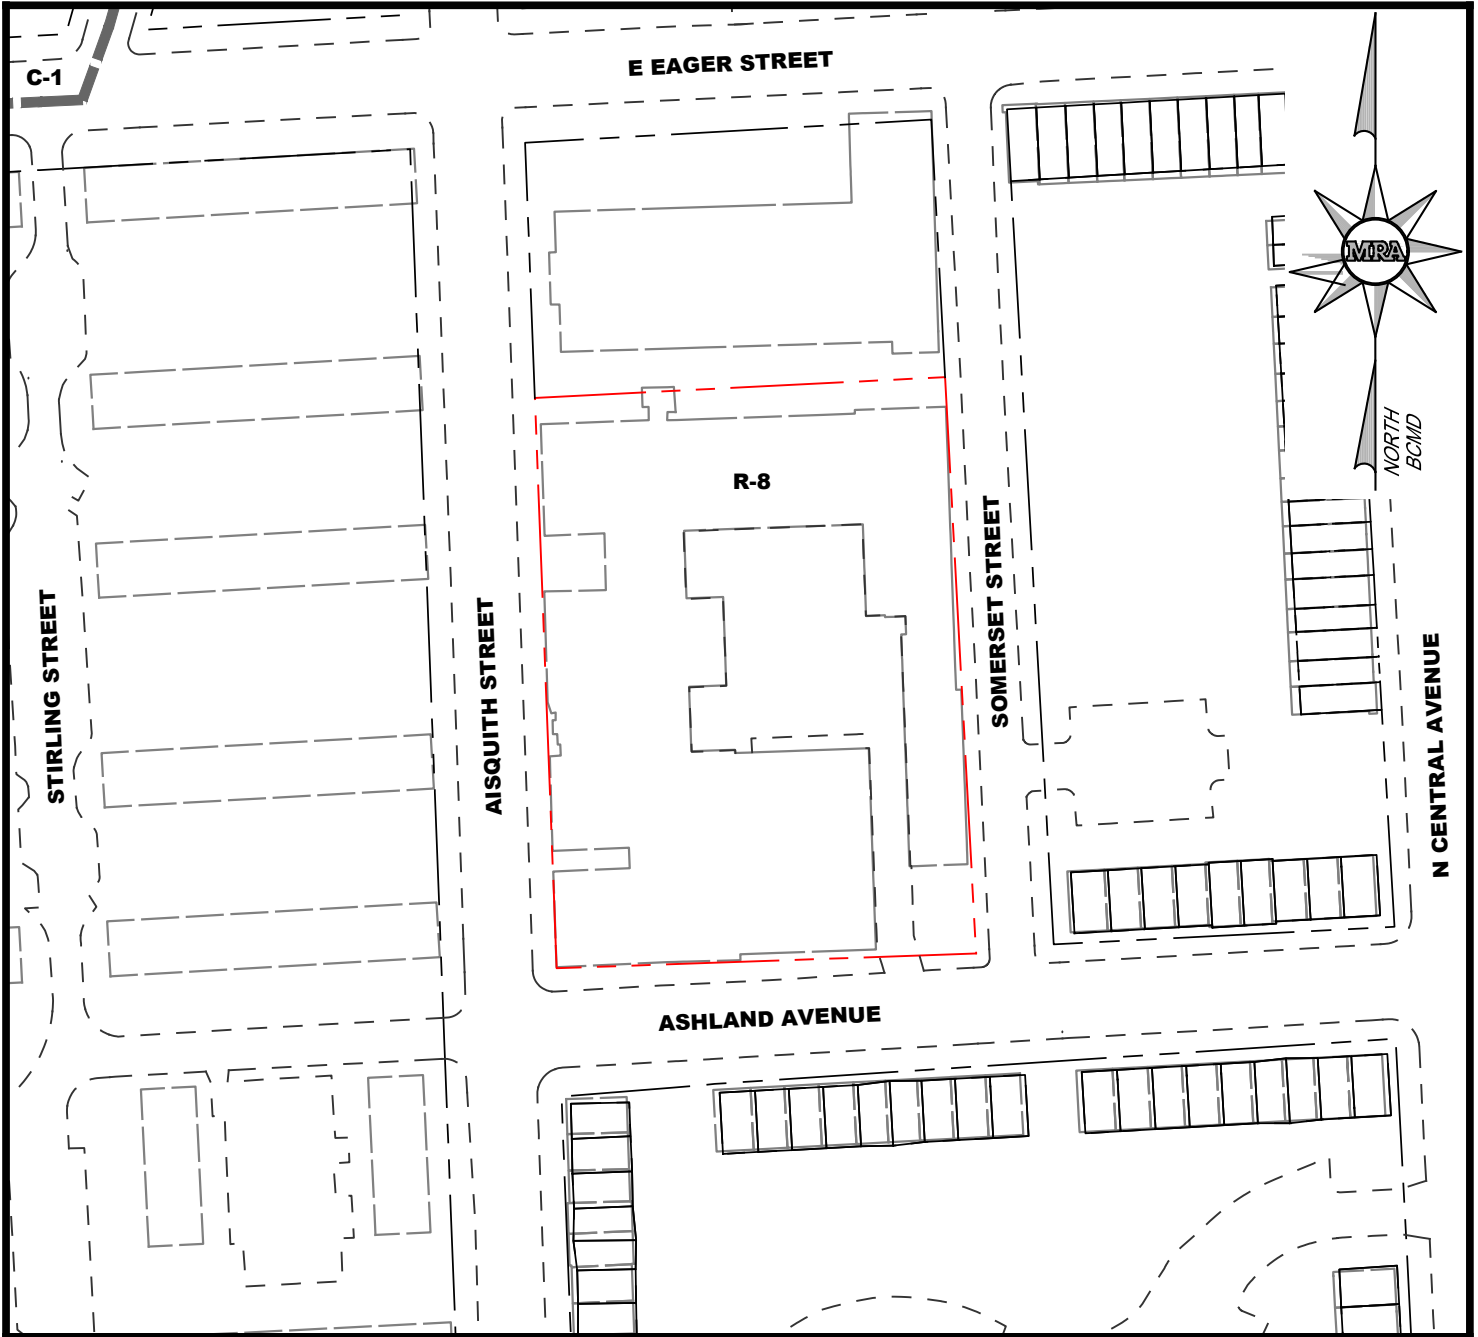 E EAGER STREET
C-1
MRA
NORTH
BCMD
R-8
SOMERSET STREET
STIRLING STREET
AISQUITH STREET
N CENTRAL AVENUE
ASHLAND AVENUE